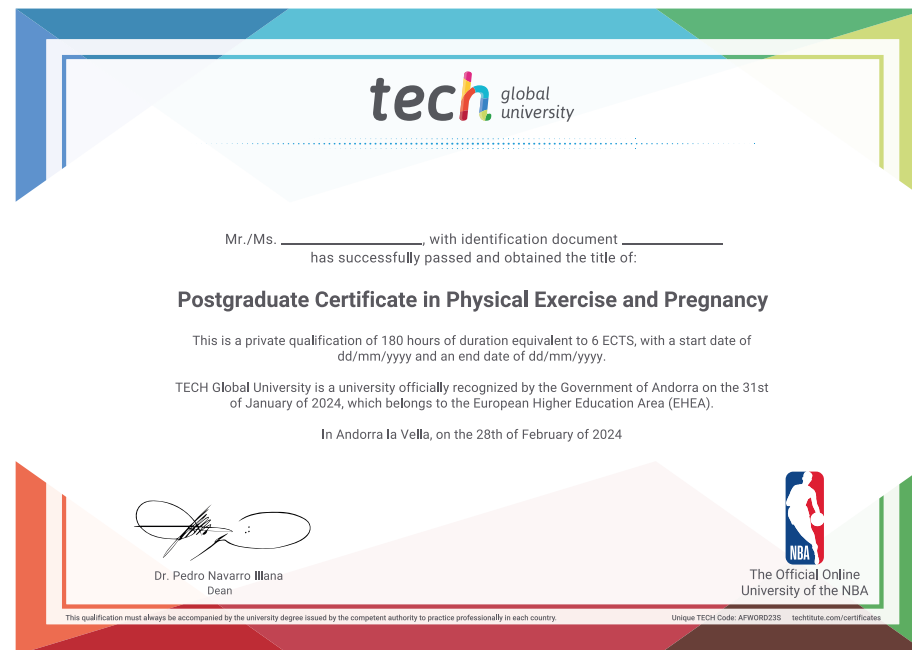 tech global university
Mr./Ms. ____________, with identification document ____________
has successfully passed and obtained the title of:
Postgraduate Certificate in Physical Exercise and Pregnancy
This is a private qualification of 180 hours of duration equivalent to 6 ECTS, with a start date of
dd/mm/yyyy and an end date of dd/mm/yyyy.
TECH Global University is a university officially recognized by the Government of Andorra on the 31st
of January of 2024, which belongs to the European Higher Education Area (EHEA).
In Andorra la Vella, on the 28th of February of 2024
Dr. Pedro Navarro Illana
Dean
NBA
The Official Online
University of the NBA
This qualification must always be accompanied by the university degree issued by the competent authority to practice professionally in each country.
Unique TECH Code: AFWORD23S techtitute.com/certificates